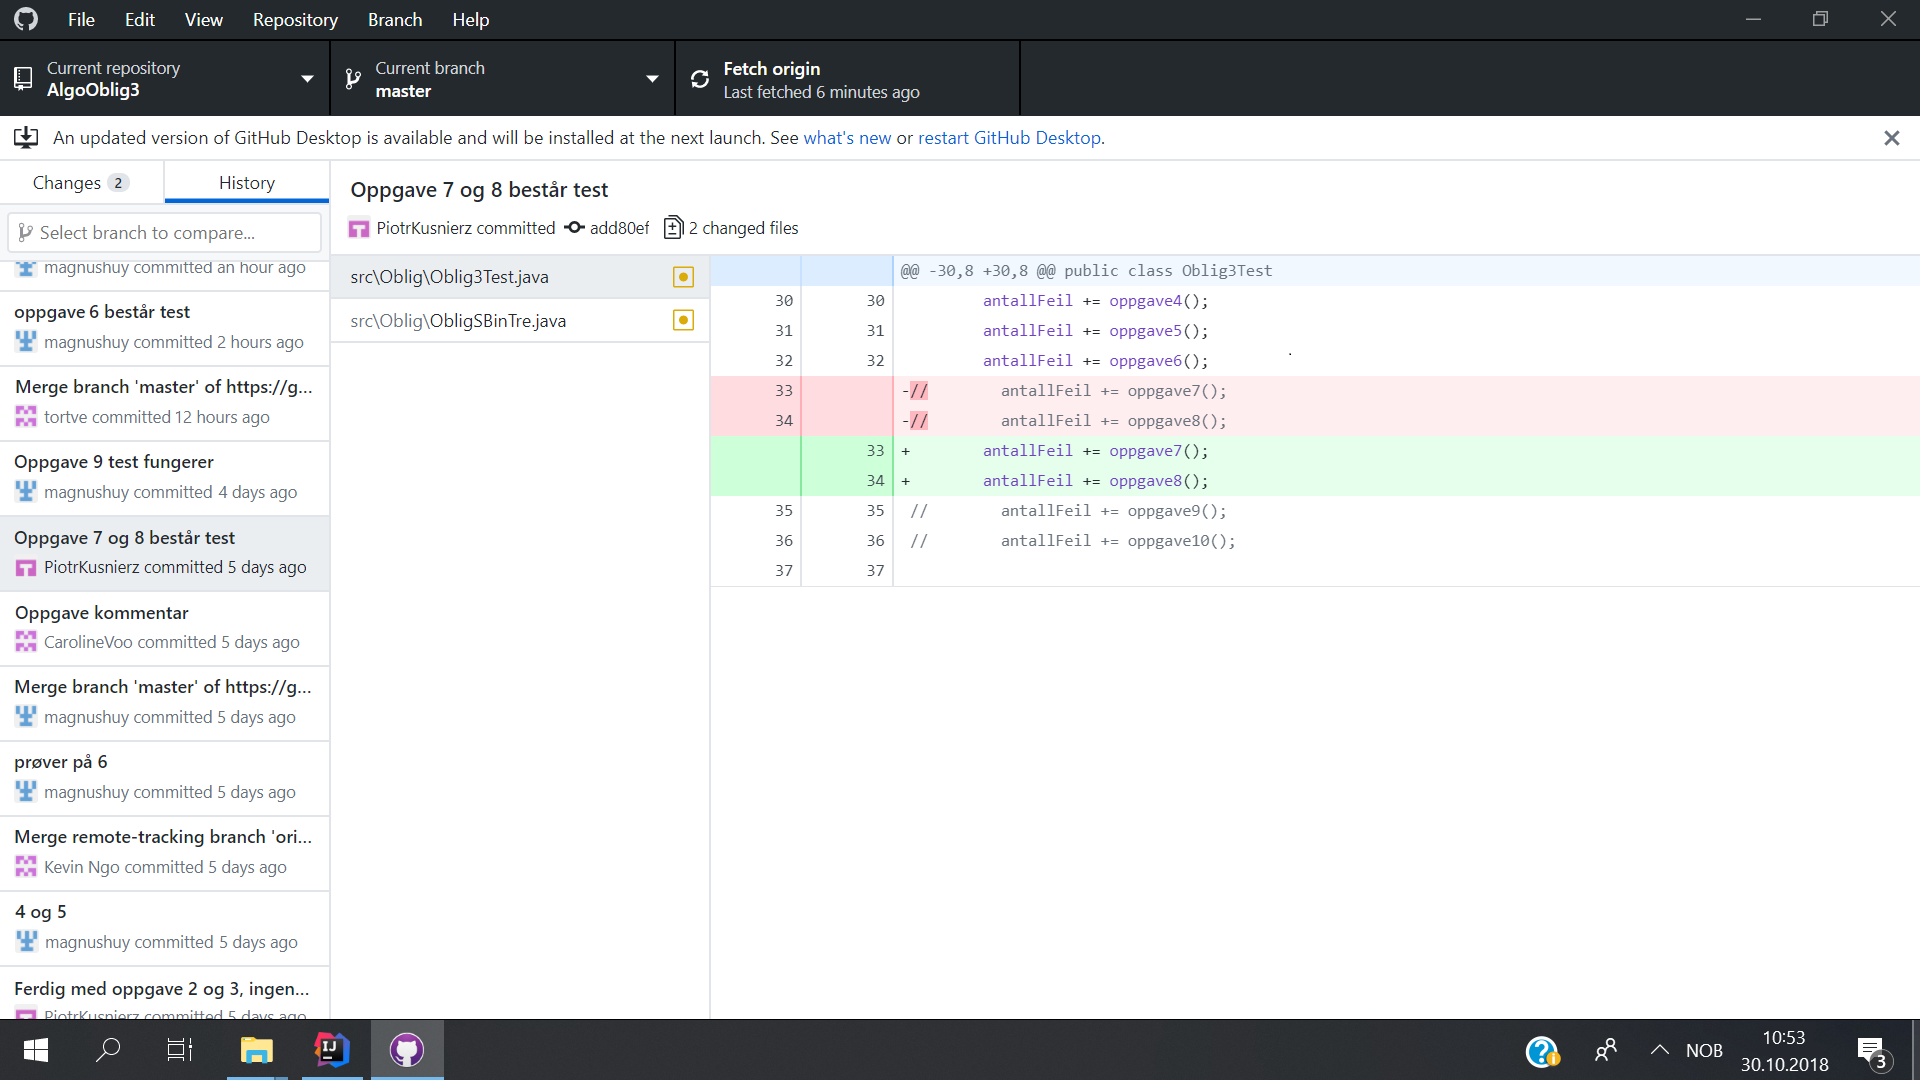 File Edit View Repository Branch Help
Current repository
AlgoOblig3
Current branch
master
Fetch origin
Last fetched 6 minutes ago
An updated version of GitHub Desktop is available and will be installed at the next launch. See what's new or restart GitHub Desktop.
Changes 2
History
Select branch to compare...
magnushuy committed an hour ago
oppgave 6 består test
magnushuy committed 2 hours ago
Merge branch 'master' of https://g...
tortve committed 12 hours ago
Oppgave 9 test fungerer
magnushuy committed 4 days ago
Oppgave 7 og 8 består test
PiotrKusnierz committed 5 days ago
Oppgave kommentar
CarolineVoo committed 5 days ago
Merge branch 'master' of https://g...
magnushuy committed 5 days ago
prøver på 6
magnushuy committed 5 days ago
Merge remote-tracking branch 'ori...
Kevin Ngo committed 5 days ago
4 og 5
magnushuy committed 5 days ago
Ferdig med oppgave 2 og 3, ingen...
PiotrKusnierz committed 5 days ago
Oppgave 7 og 8 består test
PiotrKusnierz committed add80ef 2 changed files
src\Oblig\Oblig3Test.java
src\Oblig\ObligSBinTre.java
@@ -30,8 +30,8 @@ public class Oblig3Test
30 30 antallFeil += oppgave4();
31 31 antallFeil += oppgave5();
32 32 antallFeil += oppgave6();
33 -// antallFeil += oppgave7();
34 -// antallFeil += oppgave8();
33 + antallFeil += oppgave7();
34 + antallFeil += oppgave8();
35 35 // antallFeil += oppgave9();
36 36 // antallFeil += oppgave10();
37 37
IJ
NOB
10:53
30.10.2018
3